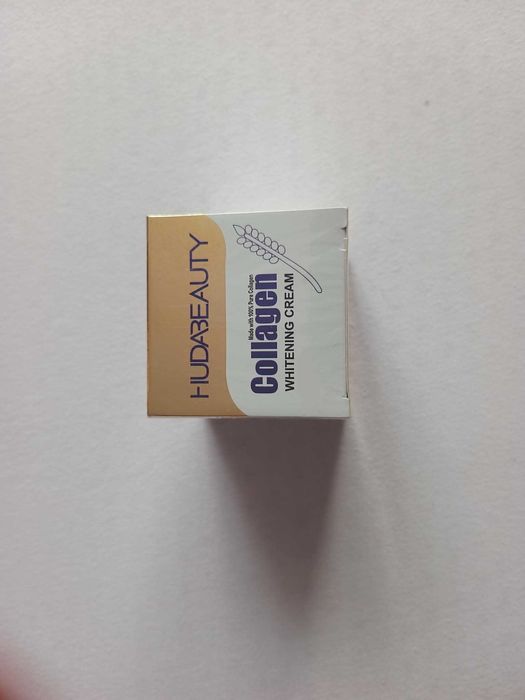 HUDABEAUTY
Made with 100% Pure Collagen
Collagen
WHITENING CREAM